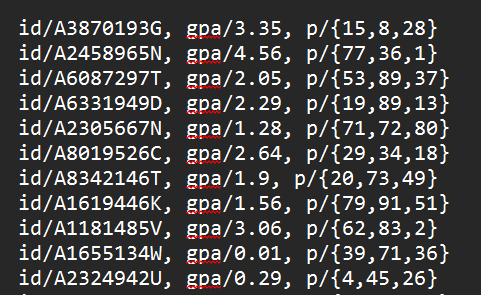 id/A3870193G, gpa/3.35, p/{15,8,28}
id/A2458965N, gpa/4.56, p/{77,36,1}
id/A6087297T, gpa/2.05, p/{53,89,37}
id/A6331949D, gpa/2.29, p/{19,89,13}
id/A2305667N, gpa/1.28, p/{71,72,80}
id/A8019526C, gpa/2.64, p/{29,34,18}
id/A8342146T, gpa/1.9, p/{20,73,49}
id/A1619446K, gpa/1.56, p/{79,91,51}
id/A1181485V, gpa/3.06, p/{62,83,2}
id/A1655134W, gpa/0.01, p/{39,71,36}
id/A2324942U, gpa/0.29, p/{4,45,26}